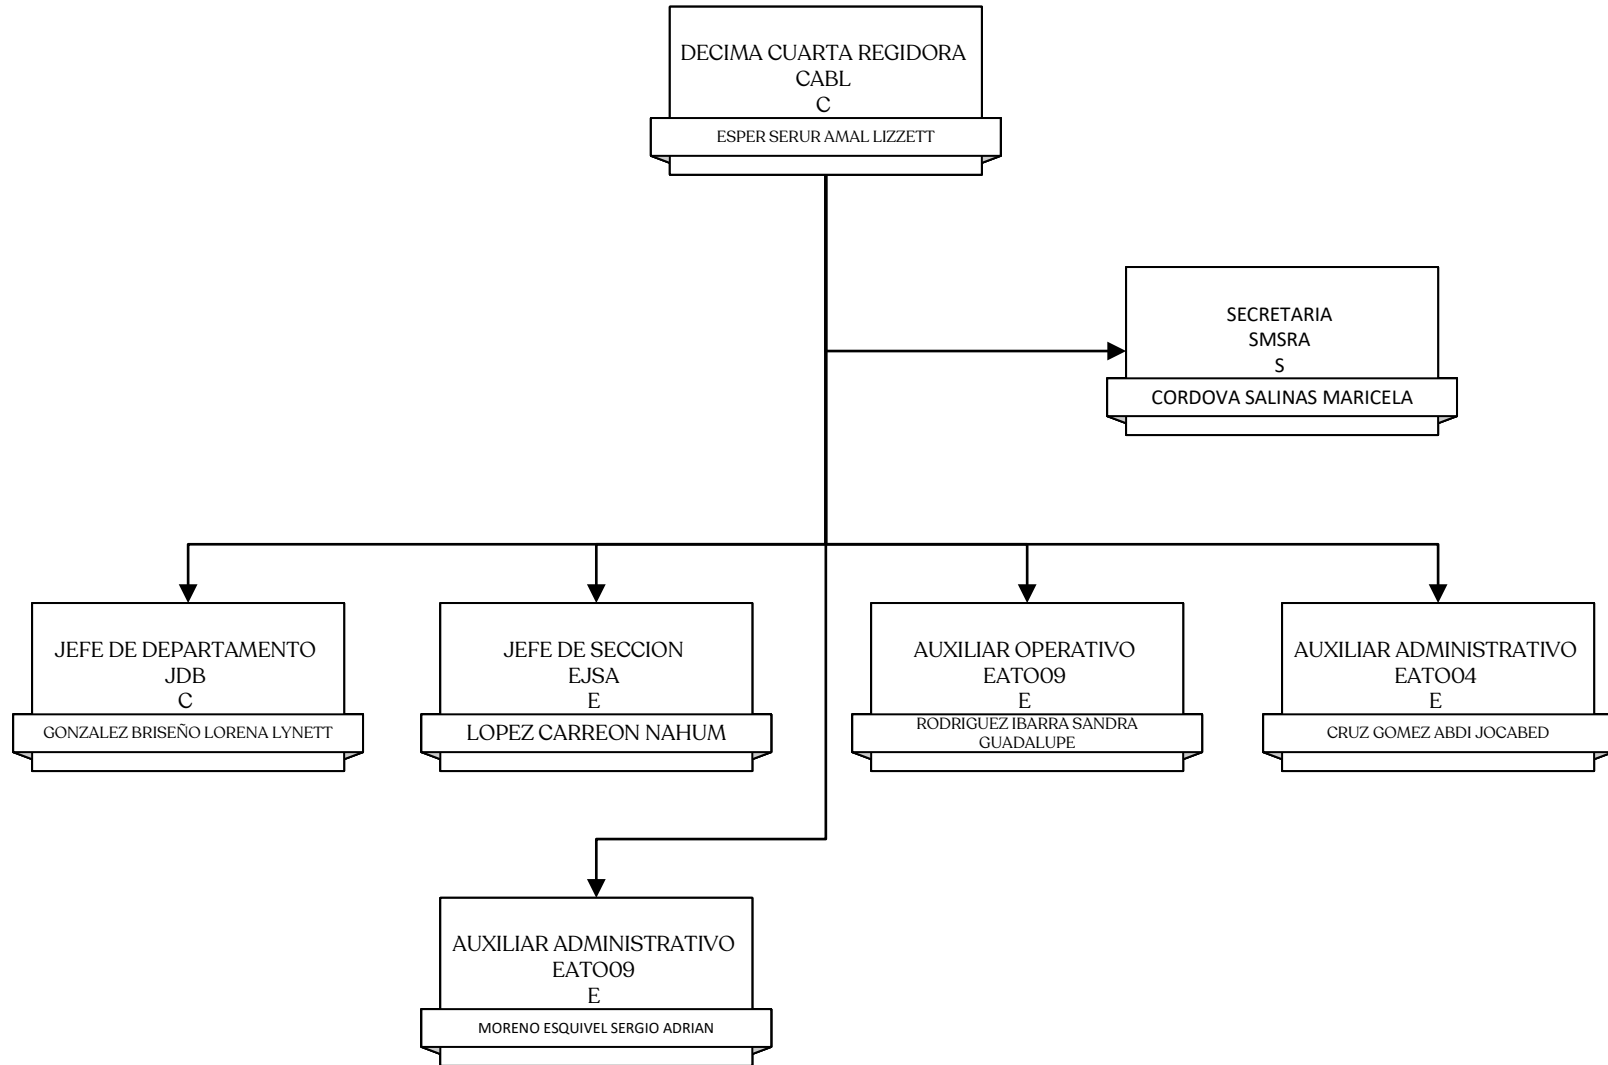 DECIMA CUARTA REGIDORA
CABL
C
ESPER SERUR AMAL LIZZETT
SECRETARIA
SMSRA
S
CORDOVA SALINAS MARICELA
JEFE DE DEPARTAMENTO
JDB
C
GONZALEZ BRISEÑO LORENA LYNETT
JEFE DE SECCION
EJSA
E
LOPEZ CARREON NAHUM
AUXILIAR OPERATIVO
EATO09
E
RODRIGUEZ IBARRA SANDRA
GUADALUPE
AUXILIAR ADMINISTRATIVO
EATO04
E
CRUZ GOMEZ ABDI JOCABED
AUXILIAR ADMINISTRATIVO
EATO09
E
MORENO ESQUIVEL SERGIO ADRIAN